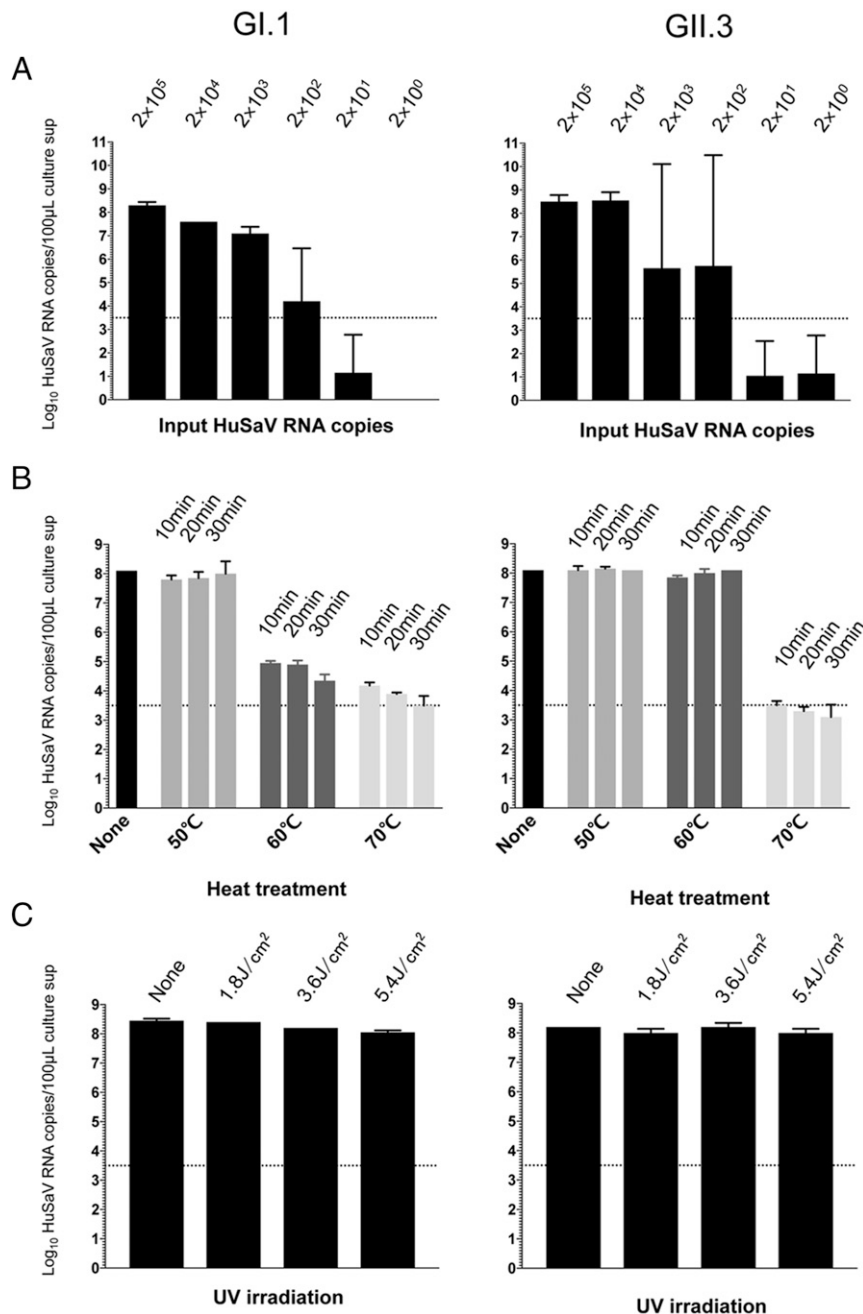 GI.1
GII.3
A
2×10⁵ 2×10⁴ 2×10³ 2×10² 2×10¹ 2×10⁰
2×10⁵ 2×10⁴ 2×10³ 2×10² 2×10¹ 2×10⁰
Log₁₀ HuSaV RNA copies/100μL culture sup
11
10
9
8
7
6
5
4
3
2
1
0
11
10
9
8
7
6
5
4
3
2
1
0
Input HuSaV RNA copies
Input HuSaV RNA copies
B
Log₁₀ HuSaV RNA copies/100μL culture sup
10min 20min 30min
10min 20min 30min
10min 20min 30min
9
8
7
6
5
4
3
2
1
0
None 50℃ 60℃ 70℃
Heat treatment
10min 20min 30min
10min 20min 30min
10min 20min 30min
9
8
7
6
5
4
3
2
1
0
None 50℃ 60℃ 70℃
Heat treatment
C
Log₁₀ HuSaV RNA copies/100μL culture sup
None 1.8J/cm² 3.6J/cm² 5.4J/cm²
9
8
7
6
5
4
3
2
1
0
UV irradiation
None 1.8J/cm² 3.6J/cm² 5.4J/cm²
9
8
7
6
5
4
3
2
1
0
UV irradiation